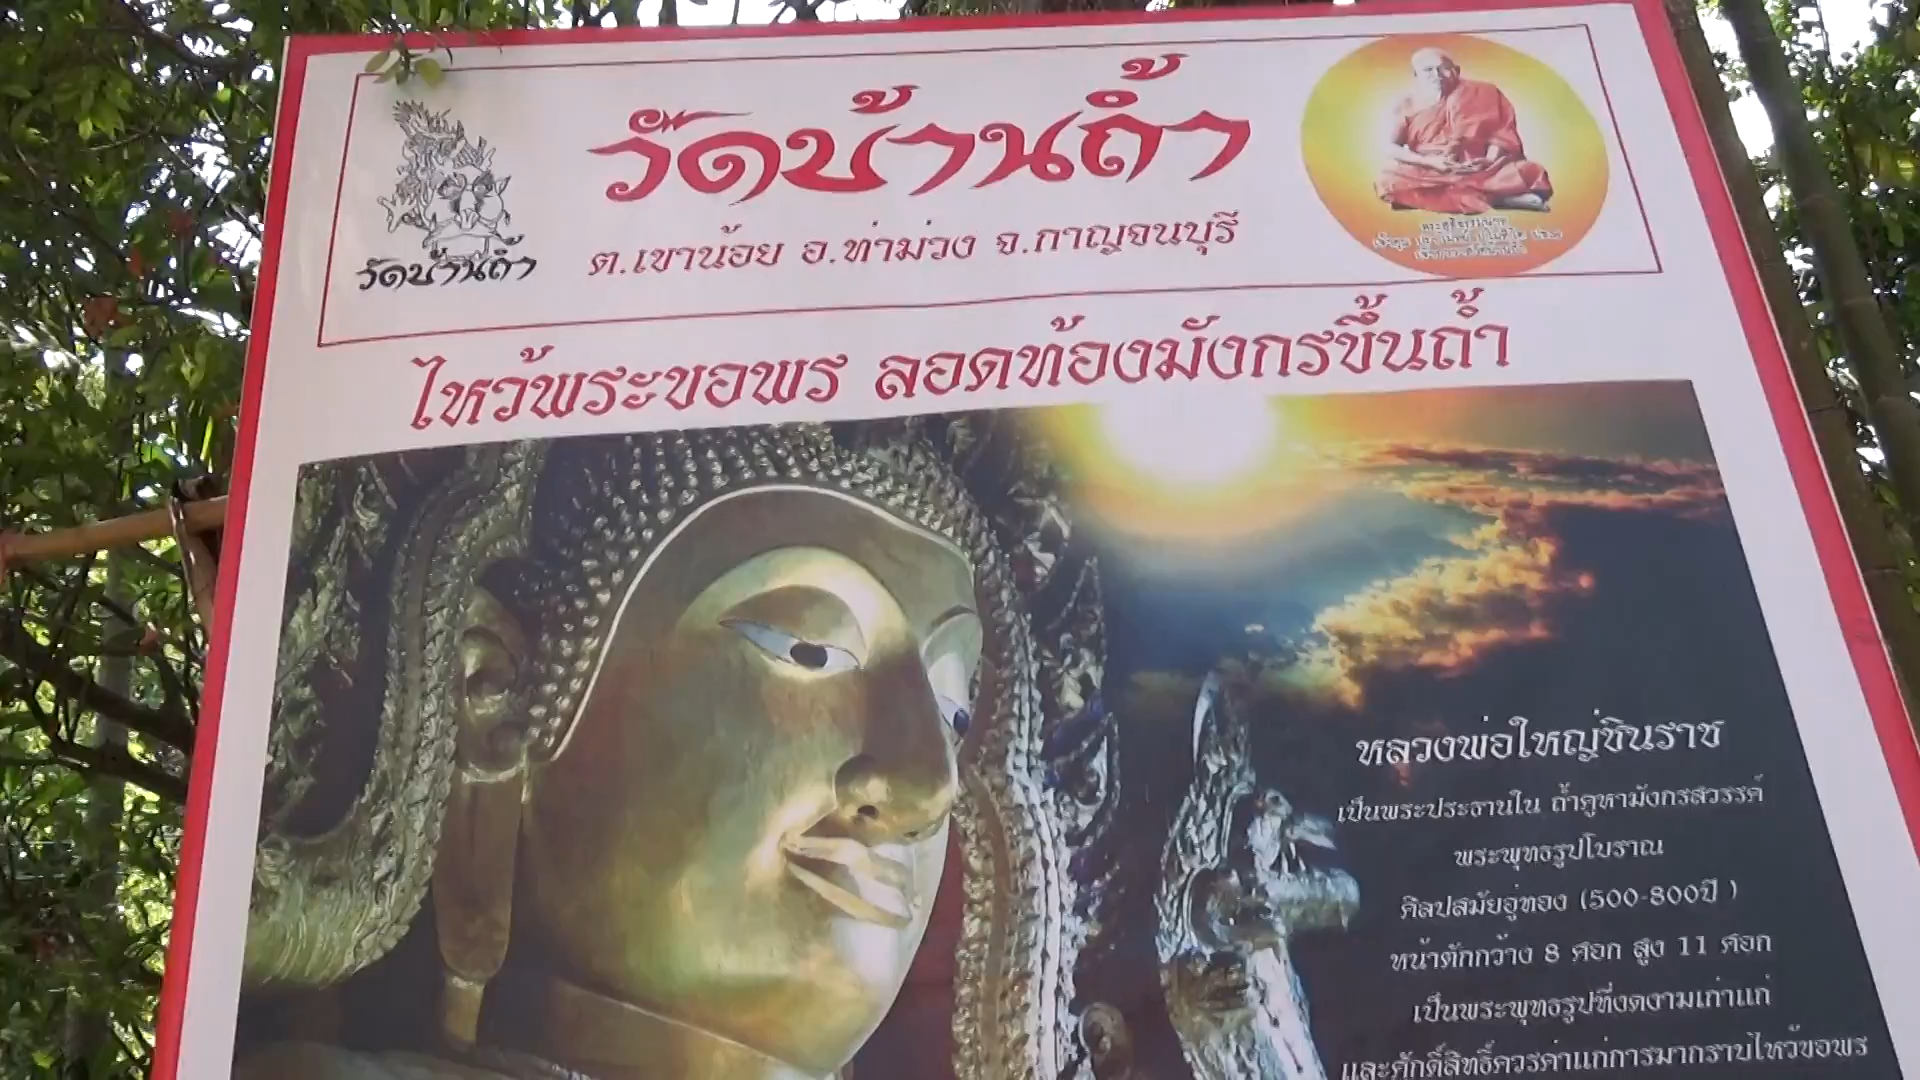 วัดบ้านถ้ำ
วัดบ้านถ้ำ
ต.เขาน้อย อ.ท่าม่วง จ.กาญจนบุรี
ไหว้พระขอพร ลอดท้องมังกรขึ้นถ้ำ
หลวงพ่อใหญ่ชินราช
เป็นพระประธานใน ถ้ำคูหามังกรสวรรค์
พระพุทธรูปโบราณ
ศิลปสมัยอู่ทอง (500-800ปี )
หน้าตักกว้าง 8 ศอก สูง 11 ศอก
เป็นพระพุทธรูปที่งดงามเก่าแก่
และศักดิ์สิทธิ์ควรค่าแก่การมากราบไหว้ขอพร